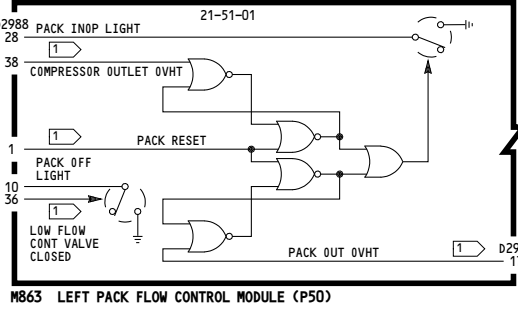 21-51-01
D2988 PACK INOP LIGHT
28
1
38
COMPRESSOR OUTLET OVHT
1
PACK RESET
1
PACK OFF
LIGHT
10
36
1
LOW FLOW
CONT VALVE
CLOSED
PACK OUT OVHT
1
D29
1
M863 LEFT PACK FLOW CONTROL MODULE (P50)